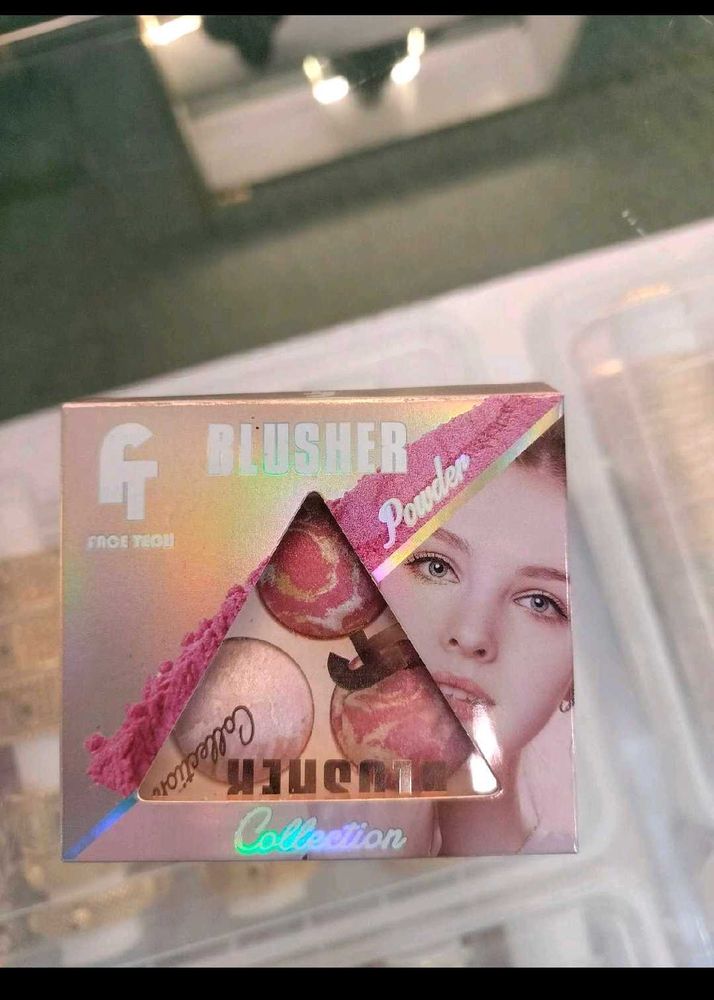 BLUSHER
Powder
FT
FACE TECH
Collection
BLUSHER
Collection